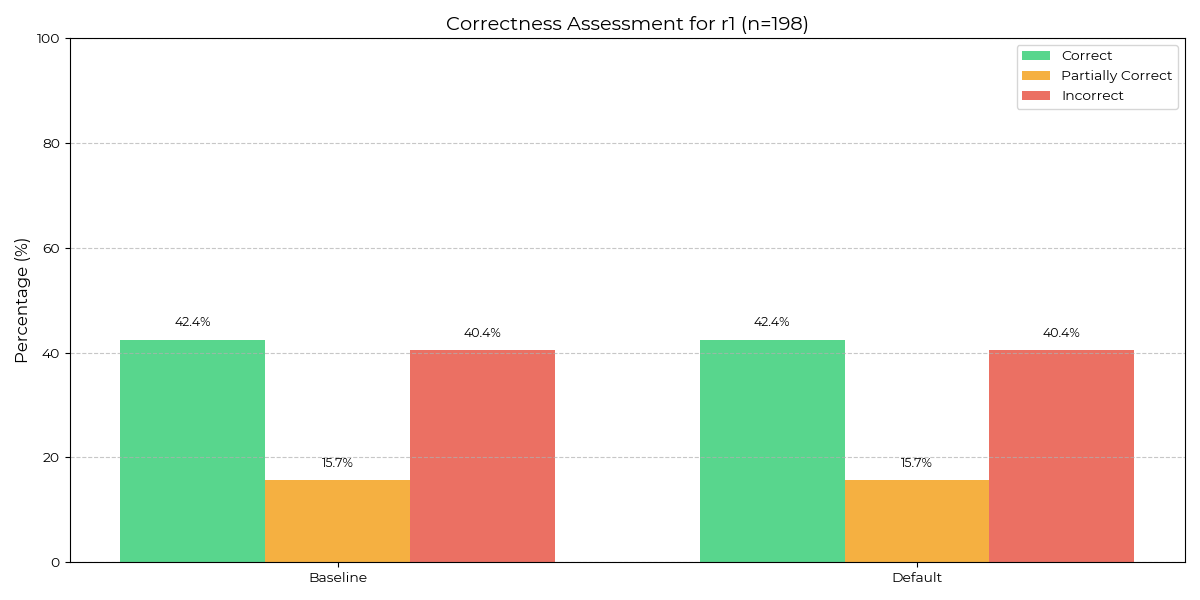 Correctness Assessment for r1 (n=198)
100
80
60
40
20
0
Percentage (%)
Correct
Partially Correct
Incorrect
42.4%
15.7%
40.4%
42.4%
15.7%
40.4%
Baseline
Default